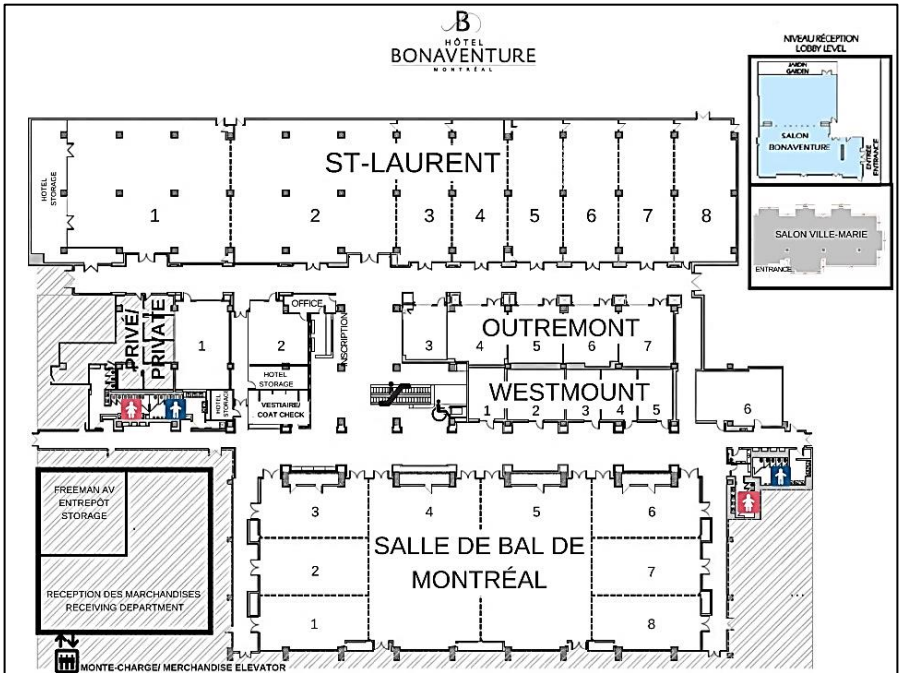 B
HÔTEL
BONAVENTURE
MONTRÉAL
NIVEAU RÉCEPTION
LOBBY LEVEL
JARDIN
GARDEN
SALON
BONAVENTURE
ENTRÉE
ENTRANCE
SALON VILLE-MARIE
ENTRANCE
ST-LAURENT
HOTEL
STORAGE
1
2
3
4
5
6
7
8
PRIVÉ/
PRIVATE
1
2
OFFICE
INSCRIPTION
HOTEL
STORAGE
HOTEL
STORAGE
VESTIAIRE/
COAT CHECK
OUTREMONT
3
4
5
6
7
WESTMOUNT
1
2
3
4
5
6
FREEMAN AV
ENTREPÔT
STORAGE
RECEPTION DES MARCHANDISES
RECEIVING DEPARTMENT
MONTE-CHARGE/ MERCHANDISE ELEVATOR
3
4
5
6
SALLE DE BAL DE
MONTRÉAL
2
7
1
8